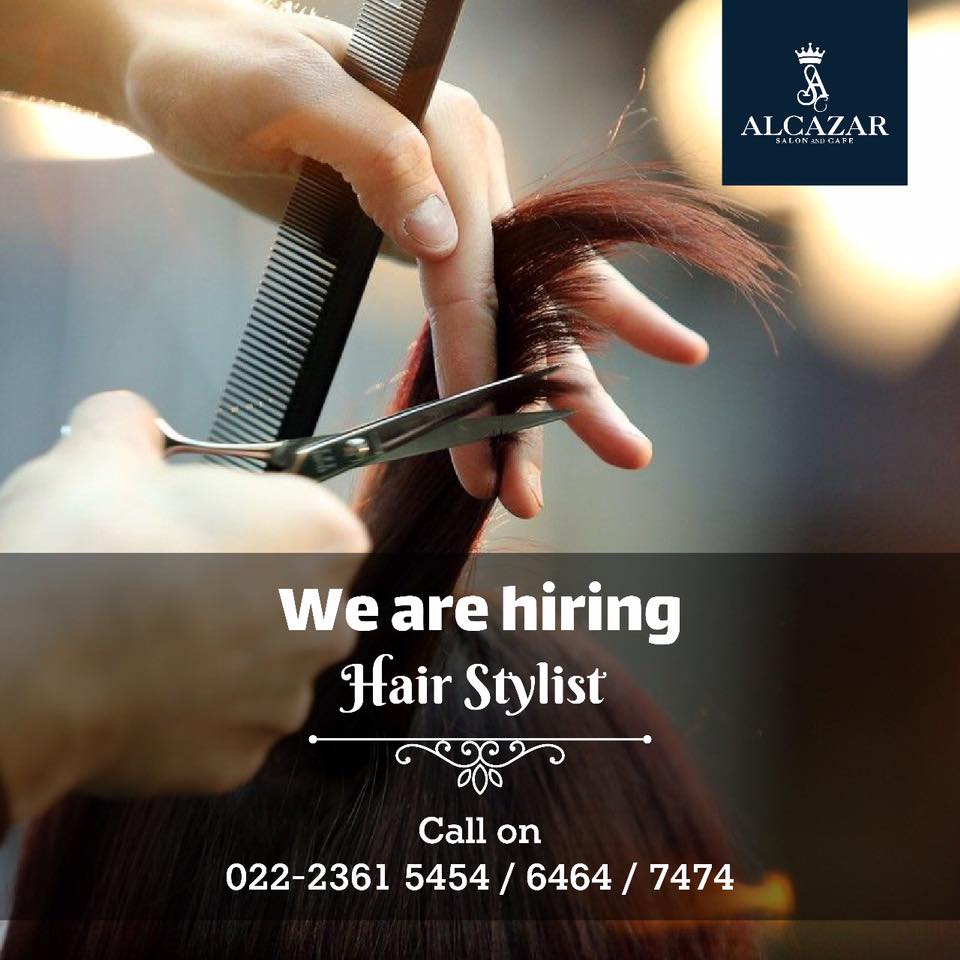 ALCAZAR
SALON AND CAFE
We are hiring
Hair Stylist
Call on
022-2361 5454 / 6464 / 7474